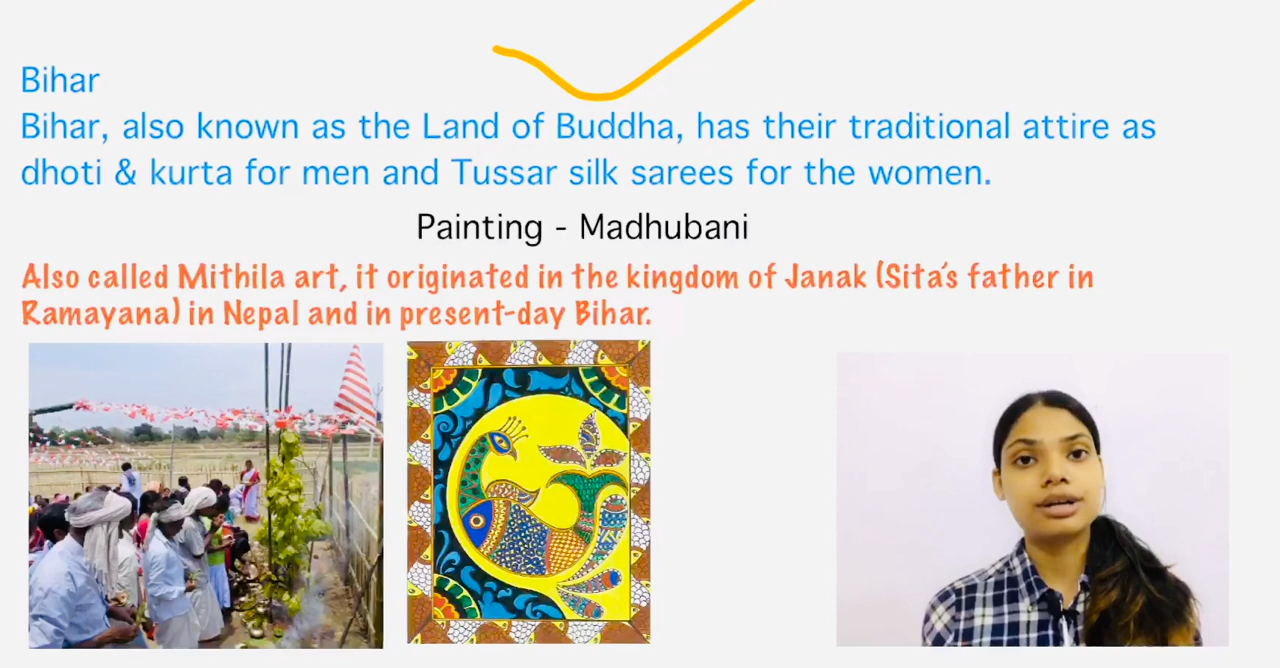 Bihar
Bihar, also known as the Land of Buddha, has their traditional attire as
dhoti & kurta for men and Tussar silk sarees for the women.
Painting - Madhubani
Also called Mithila art, it originated in the kingdom of Janak (Sita's father in
Ramayana) in Nepal and in present-day Bihar.